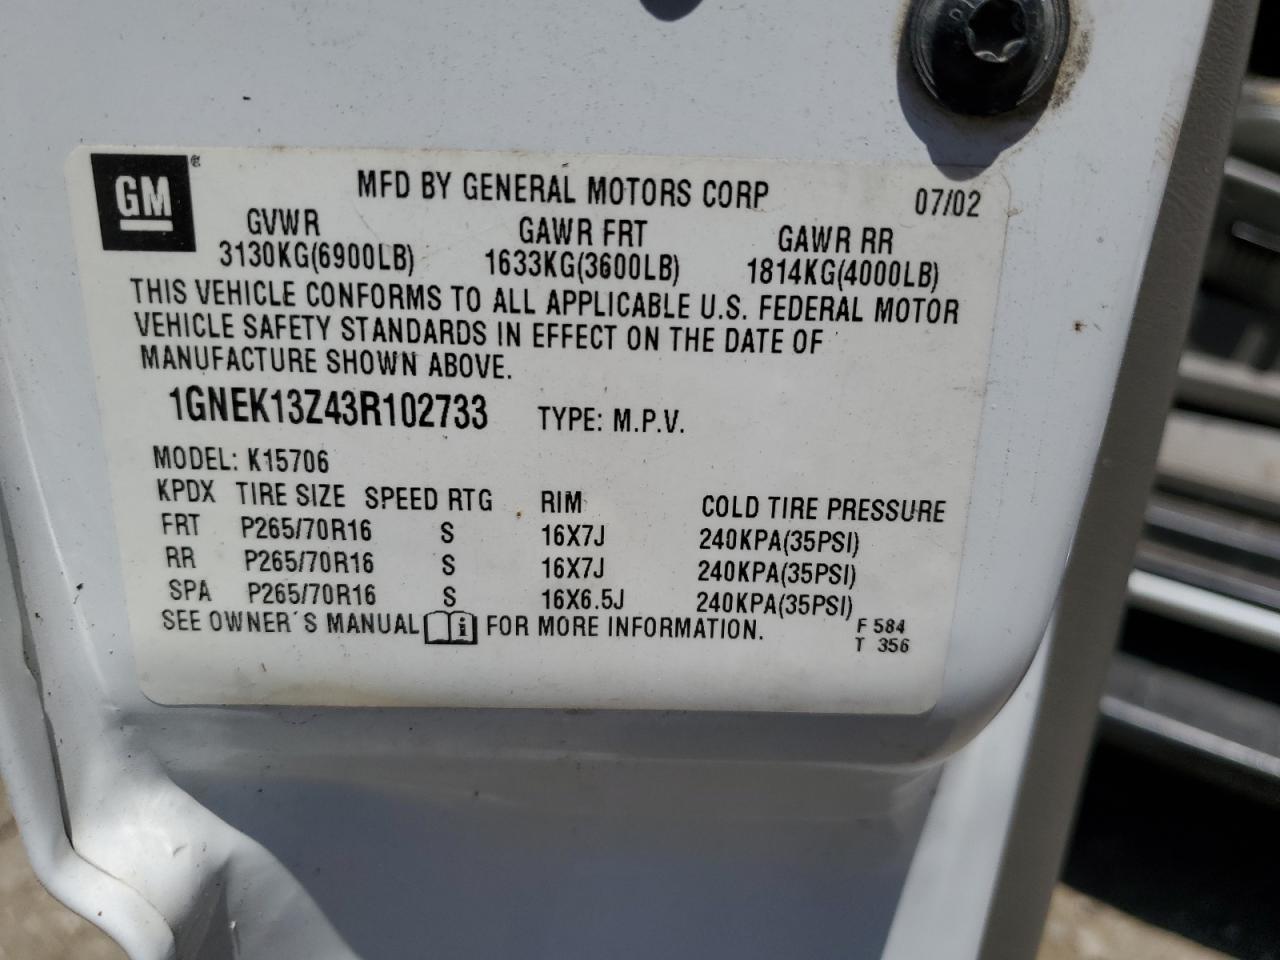 GM®
MFD BY GENERAL MOTORS CORP 07/02
GVWR GAWR FRT GAWR RR
3130KG(6900LB) 1633KG(3600LB) 1814KG(4000LB)
THIS VEHICLE CONFORMS TO ALL APPLICABLE U.S. FEDERAL MOTOR
VEHICLE SAFETY STANDARDS IN EFFECT ON THE DATE OF
MANUFACTURE SHOWN ABOVE.
1GNEK13Z43R102733 TYPE: M.P.V.
MODEL: K15706
KPDX TIRE SIZE SPEED RTG RIM COLD TIRE PRESSURE
FRT P265/70R16 S 16X7J 240KPA(35PSI)
RR P265/70R16 S 16X7J 240KPA(35PSI)
SPA P265/70R16 S 16X6.5J 240KPA(35PSI)
SEE OWNER'S MANUAL FOR MORE INFORMATION. F 584
T 356